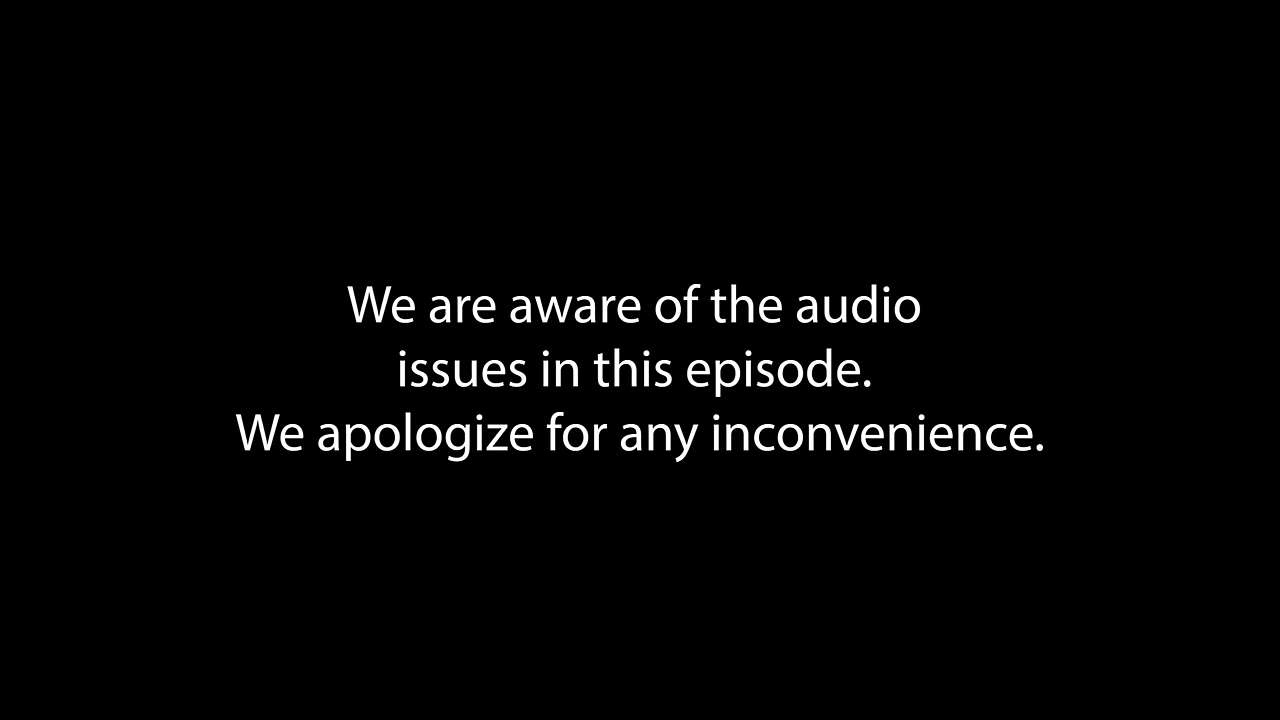 We are aware of the audio
issues in this episode.
We apologize for any inconvenience.